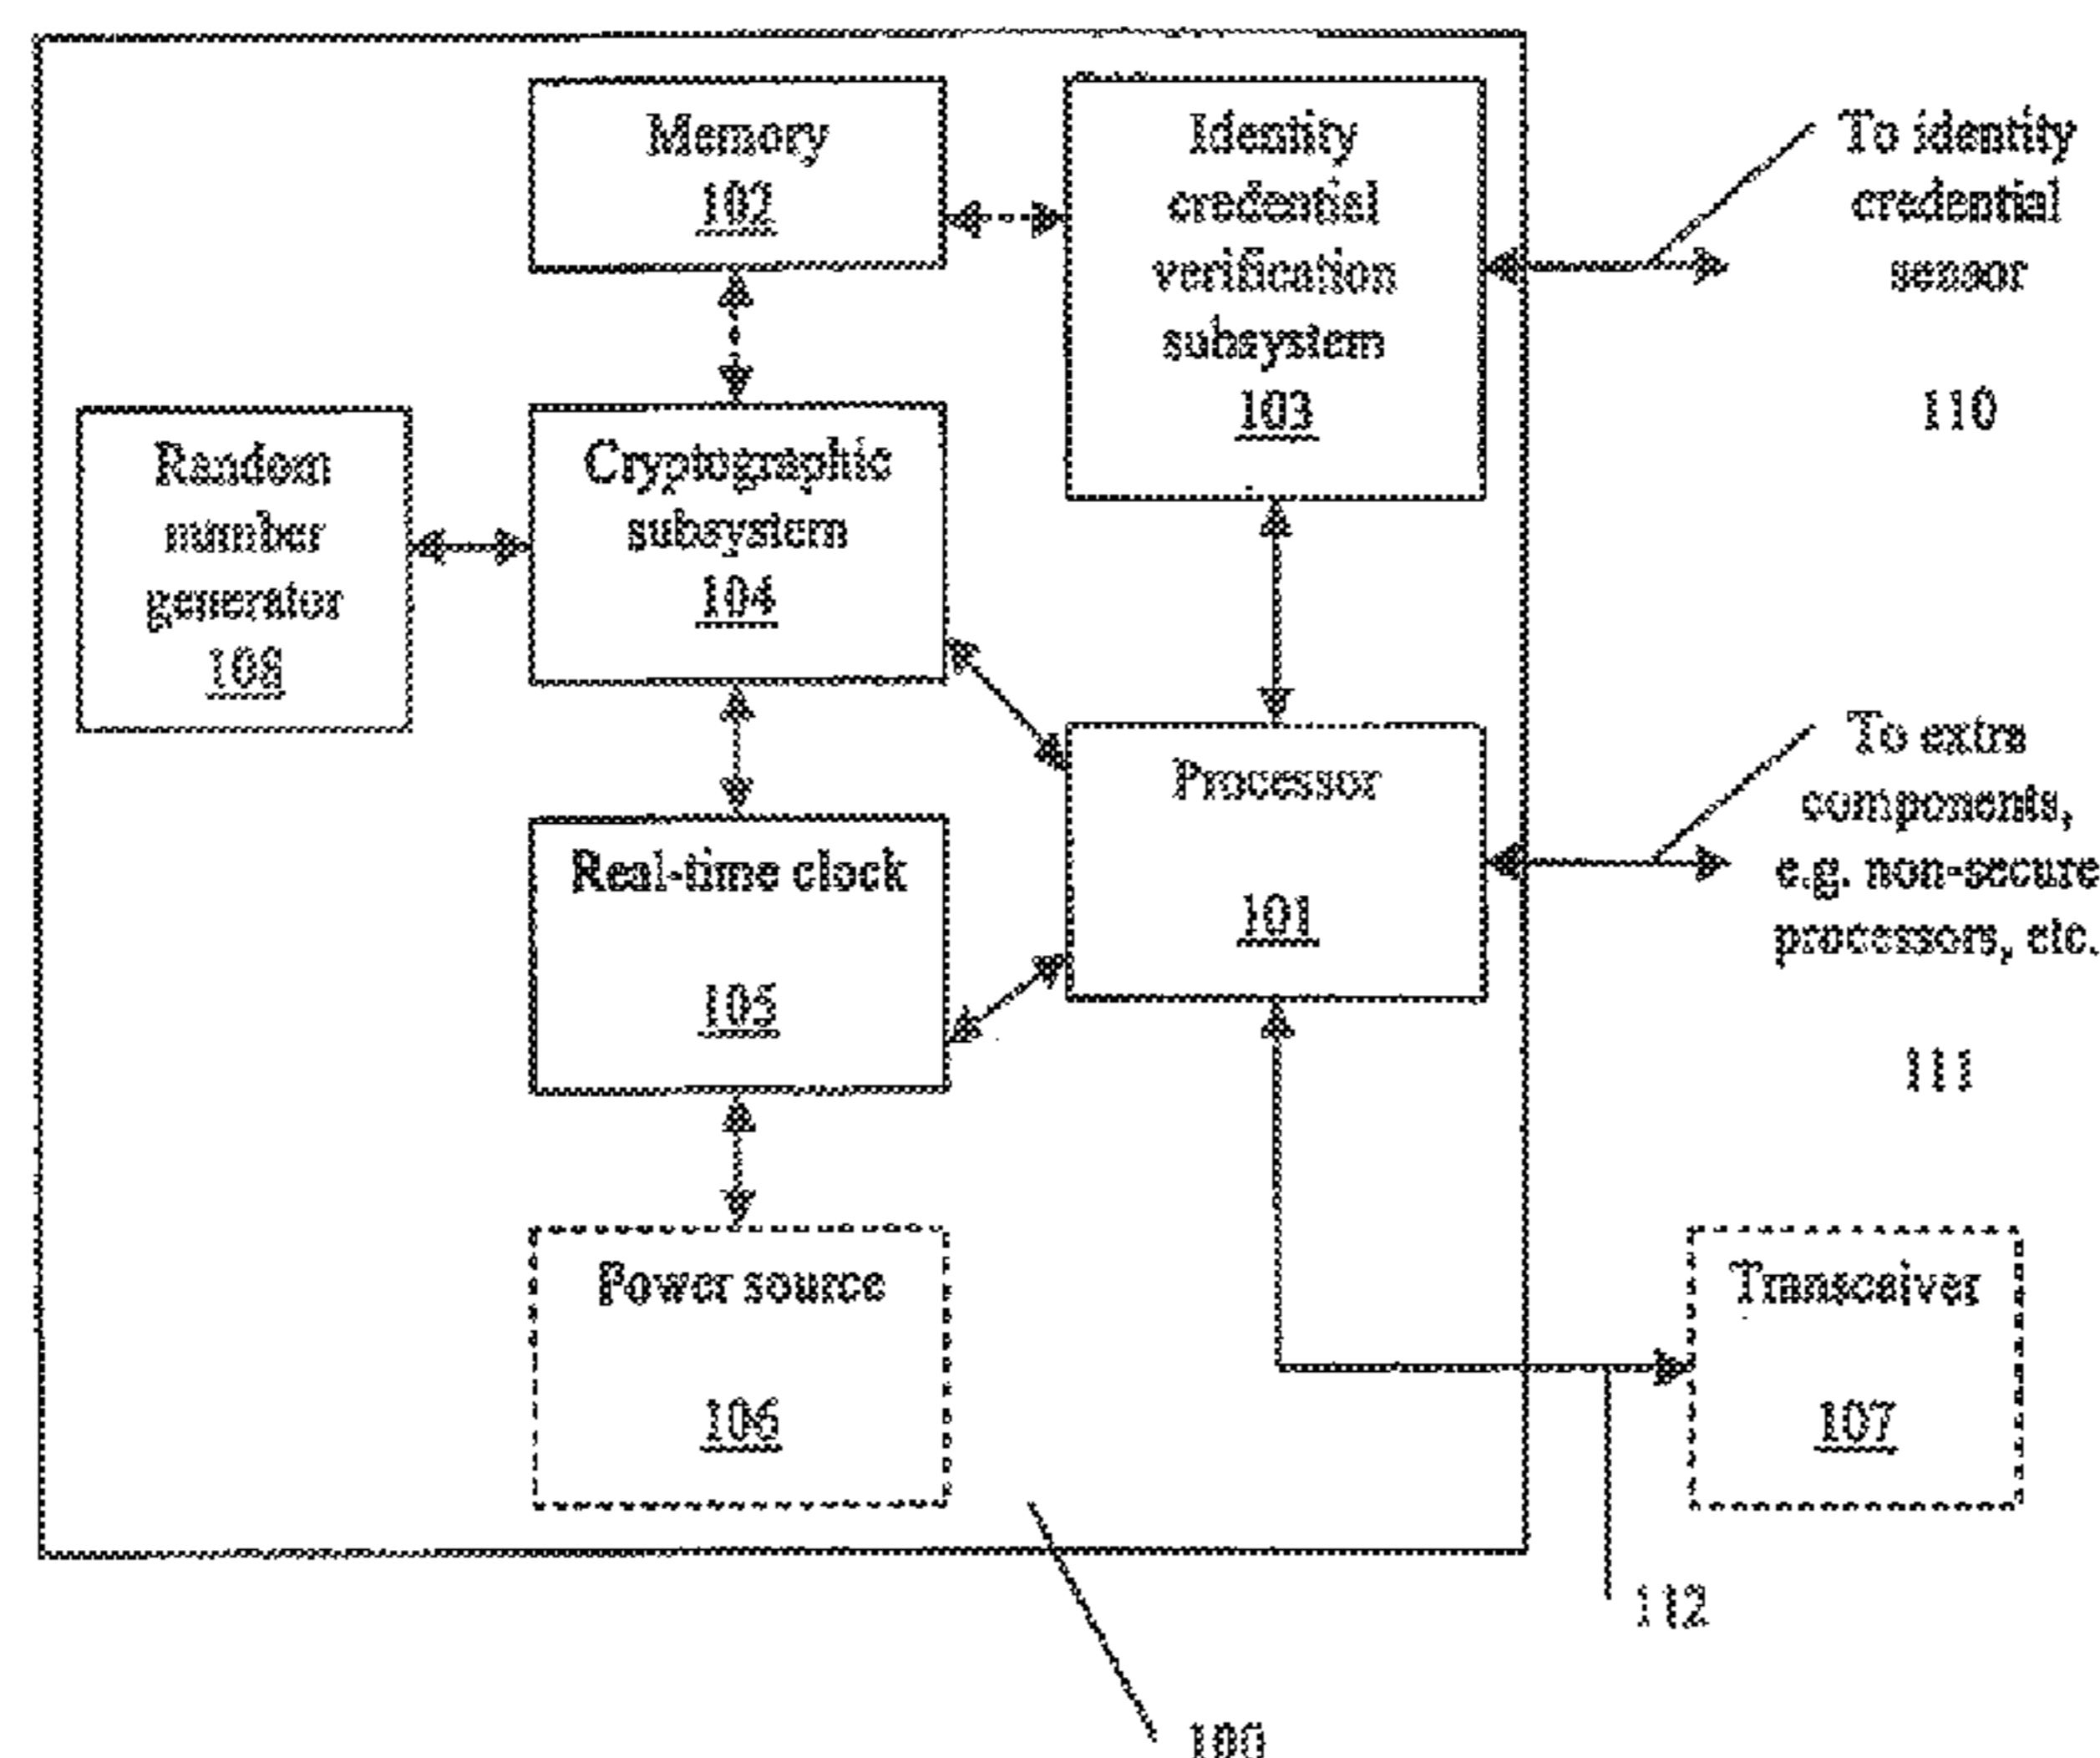 Memory
102
Identity
credential
verification
subsystem
103
To identity
credential
sensor
110
Random
number
generator
108
Cryptographic
subsystem
104
Processor
101
To extra
components,
e.g. non-secure
processors, etc.
111
Real-time clock
105
Power source
106
Transceiver
107
112
100